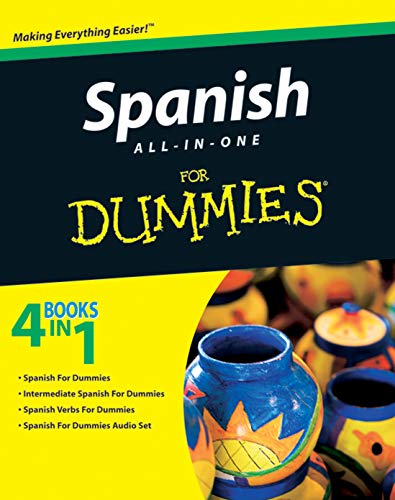 Making Everything Easier!™
Spanish
ALL-IN-ONE
FOR
DUMMIES®
4 BOOKS
IN 1
• Spanish For Dummies
• Intermediate Spanish For Dummies
• Spanish Verbs For Dummies
• Spanish For Dummies Audio Set